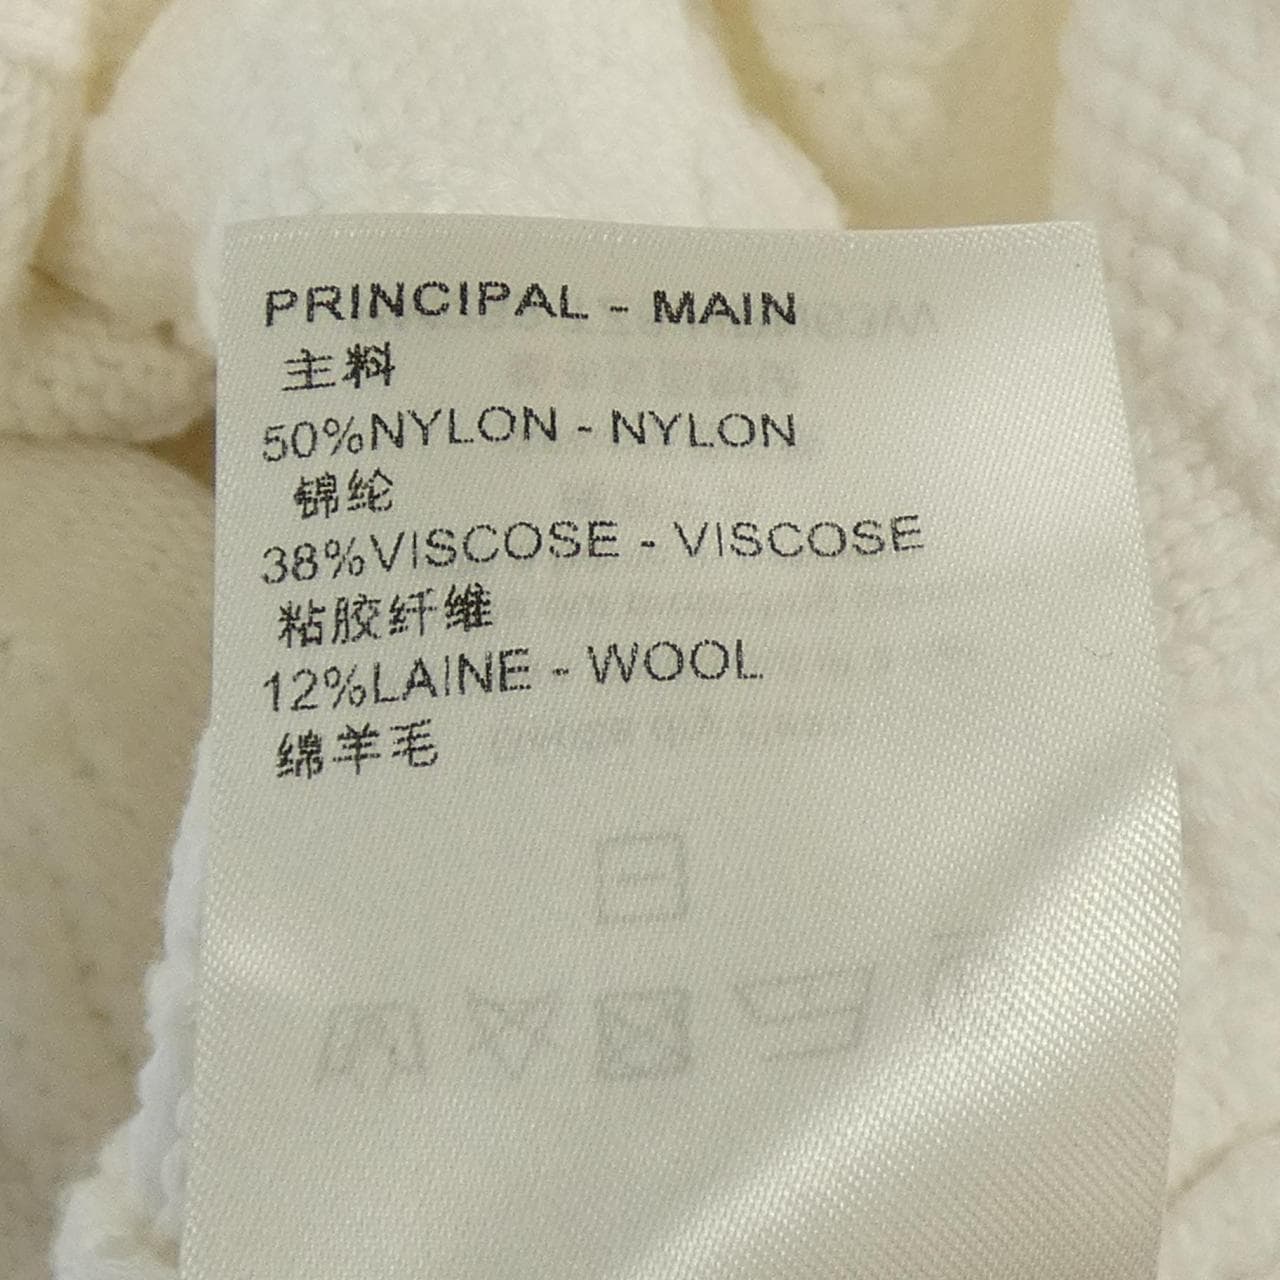 PRINCIPAL - MAIN
主料
50%NYLON - NYLON
锦纶
38%VISCOSE - VISCOSE
粘胶纤维
12%LAINE - WOOL
绵羊毛